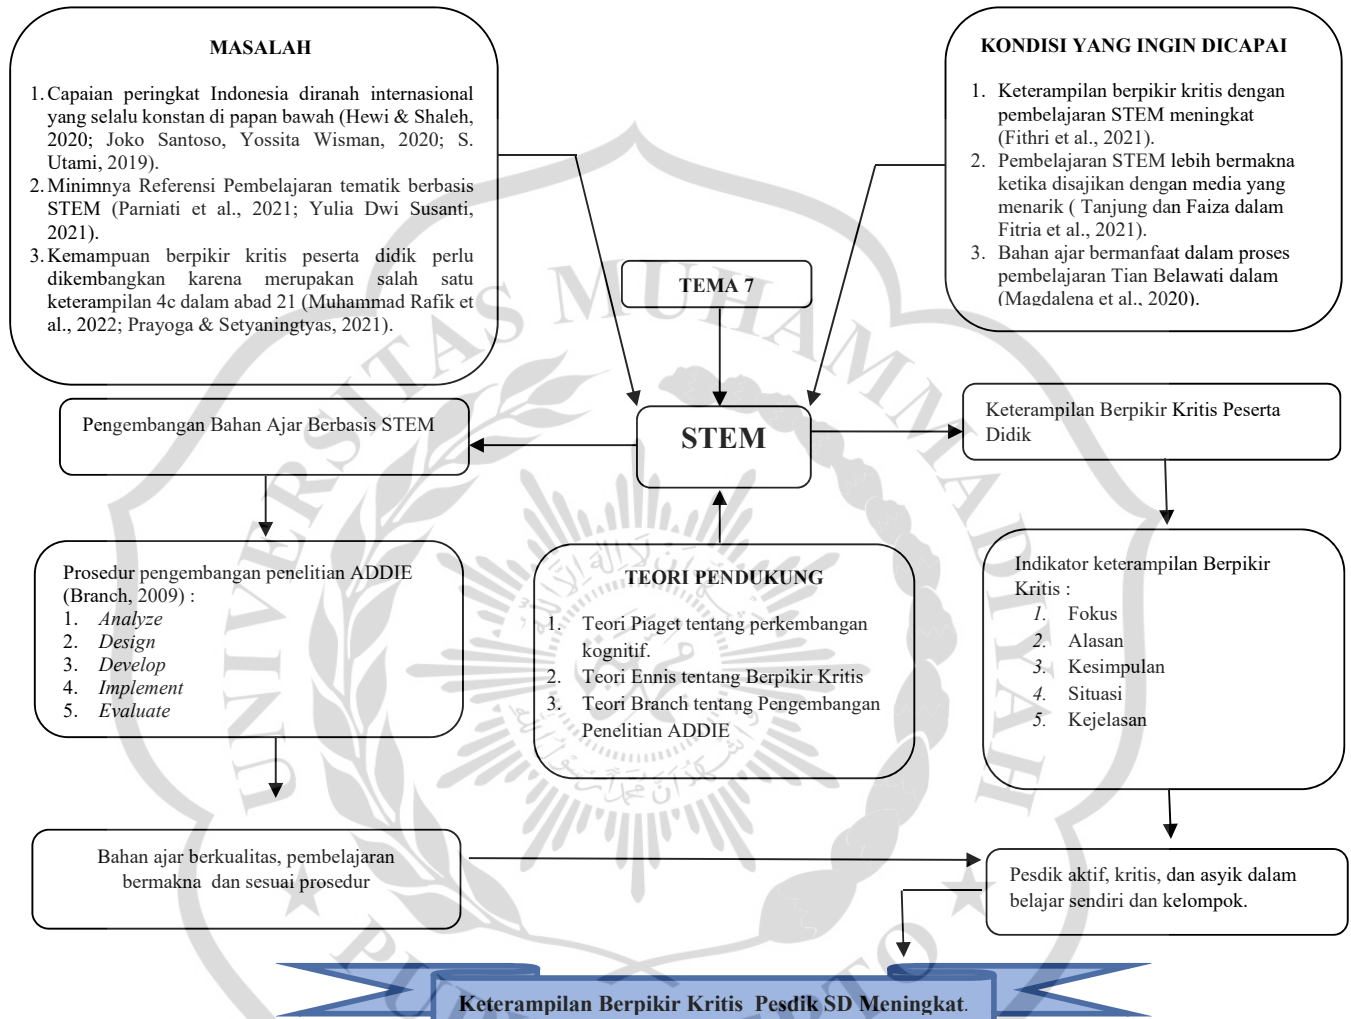 MASALAH
1. Capaian peringkat Indonesia diranah internasional
yang selalu konstan di papan bawah (Hewi & Shaleh,
2020; Joko Santoso, Yossita Wisman, 2020; S.
Utami, 2019).
2. Minimnya Referensi Pembelajaran tematik berbasis
STEM (Parniati et al., 2021; Yulia Dwi Susanti,
2021).
3. Kemampuan berpikir kritis peserta didik perlu
dikembangkan karena merupakan salah satu
keterampilan 4c dalam abad 21 (Muhammad Rafik et
al., 2022; Prayoga & Setyaningtyas, 2021).
KONDISI YANG INGIN DICAPAI
1. Keterampilan berpikir kritis dengan
pembelajaran STEM meningkat
(Fithri et al., 2021).
2. Pembelajaran STEM lebih bermakna
ketika disajikan dengan media yang
menarik ( Tanjung dan Faiza dalam
Fitria et al., 2021).
3. Bahan ajar bermanfaat dalam proses
pembelajaran Tian Belawati dalam
(Magdalena et al., 2020).
TEMA 7
Pengembangan Bahan Ajar Berbasis STEM
STEM
Keterampilan Berpikir Kritis Peserta
Didik
Prosedur pengembangan penelitian ADDIE
(Branch, 2009) :
1. Analyze
2. Design
3. Develop
4. Implement
5. Evaluate
TEORI PENDUKUNG
1. Teori Piaget tentang perkembangan
kognitif.
2. Teori Ennis tentang Berpikir Kritis
3. Teori Branch tentang Pengembangan
Penelitian ADDIE
Indikator keterampilan Berpikir
Kritis :
1. Fokus
2. Alasan
3. Kesimpulan
4. Situasi
5. Kejelasan
Bahan ajar berkualitas, pembelajaran
bermakna dan sesuai prosedur
Pesdik aktif, kritis, dan asyik dalam
belajar sendiri dan kelompok.
Keterampilan Berpikir Kritis Pesdik SD Meningkat.
UNIVERSITAS MUHAMMADIYAH